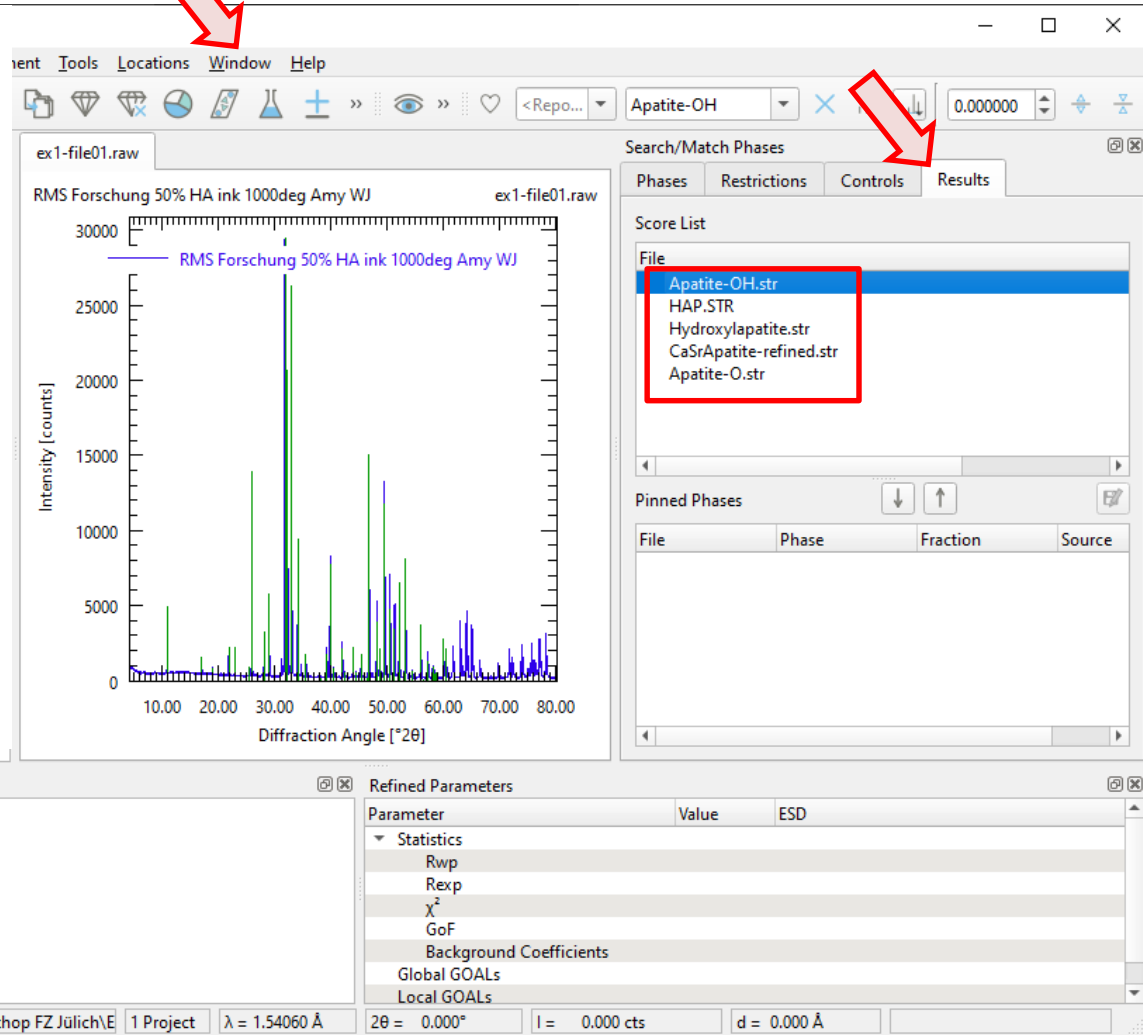 nent Tools Locations Window Help
» » <Repo... Apatite-OH 0.000000
ex1-file01.raw
RMS Forschung 50% HA ink 1000deg Amy WJ ex1-file01.raw
30000
RMS Forschung 50% HA ink 1000deg Amy WJ
25000
20000
15000
10000
5000
0
Intensity [counts]
10.00 20.00 30.00 40.00 50.00 60.00 70.00 80.00
Diffraction Angle [°2θ]
Search/Match Phases
Phases Restrictions Controls Results
Score List
File
Apatite-OH.str
HAP.STR
Hydroxylapatite.str
CaSrApatite-refined.str
Apatite-O.str
Pinned Phases
File Phase Fraction Source
Refined Parameters
Parameter Value ESD
Statistics
Rwp
Rexp
χ²
GoF
Background Coefficients
Global GOALs
Local GOALs
hop FZ Jülich\E 1 Project λ = 1.54060 Å 2θ = 0.000° I = 0.000 cts d = 0.000 Å